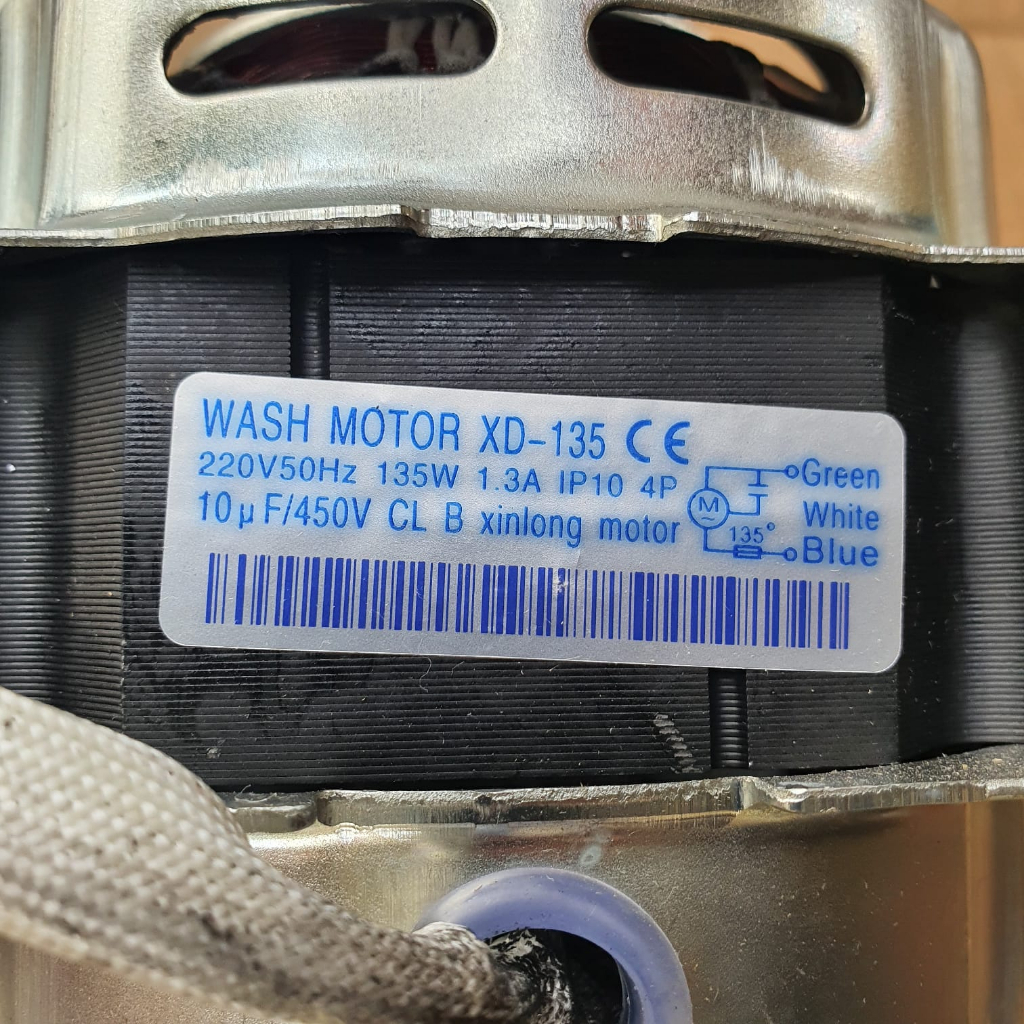 WASH MOTOR XD-135 CE
220V50Hz 135W 1.3A IP10 4P
10μF/450V CL B xinlong motor
Green
M
White
135°
Blue